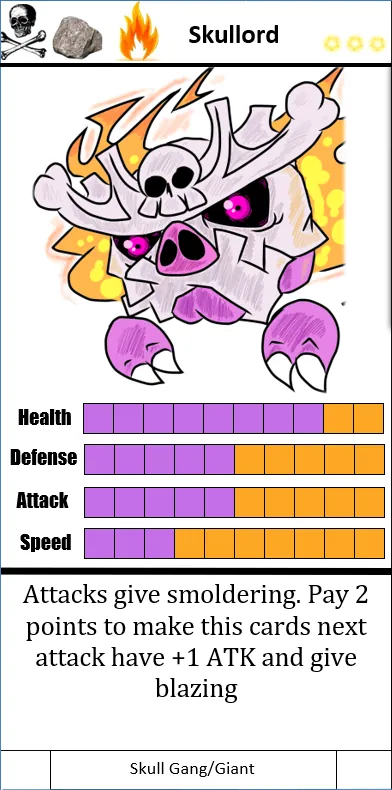 Skullord
Health
Defense
Attack
Speed
Attacks give smoldering. Pay 2
points to make this cards next
attack have +1 ATK and give
blazing
Skull Gang/Giant